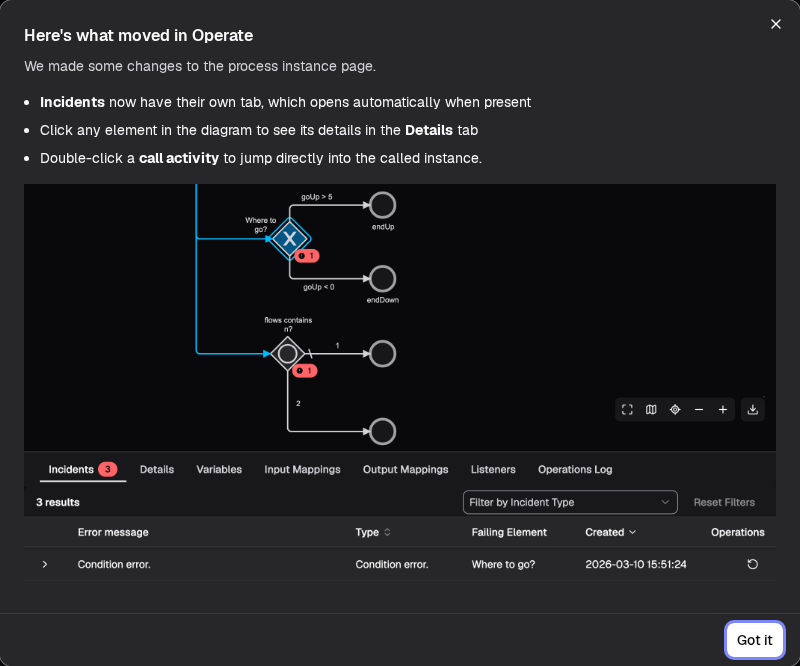 Here's what moved in Operate
We made some changes to the process instance page.
Incidents now have their own tab, which opens automatically when present
Click any element in the diagram to see its details in the Details tab
Double-click a call activity to jump directly into the called instance.
goUp > 5
Where to
go?
endUp
X
1
goUp < 0
endDown
flows contains
n?
1
1
2
Incidents 3 Details Variables Input Mappings Output Mappings Listeners Operations Log
3 results Filter by Incident Type Reset Filters
Error message Type Failing Element Created Operations
Condition error. Condition error. Where to go? 2026-03-10 15:51:24
Got it